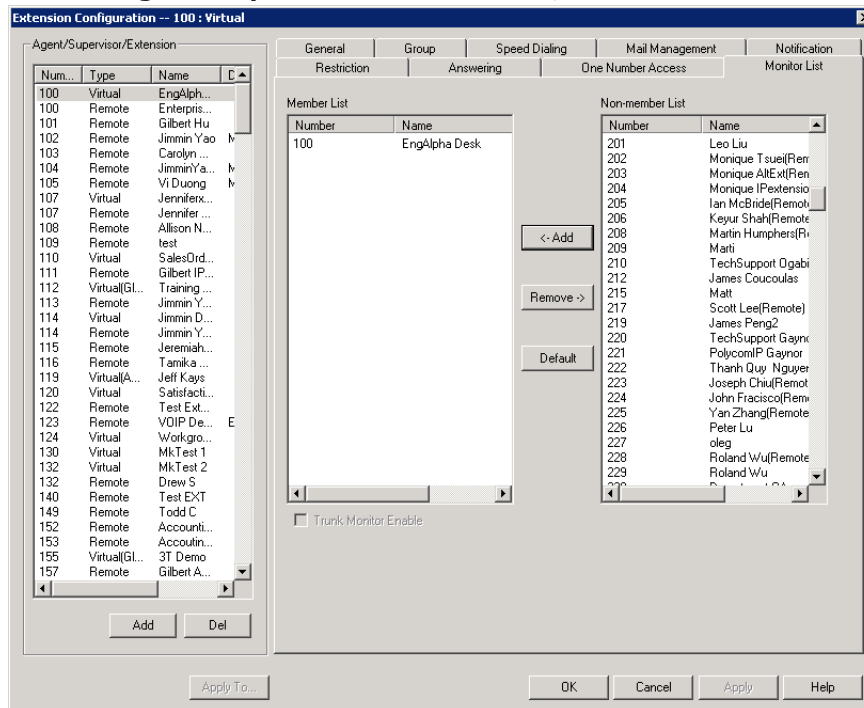 Extension Configuration -- 100 : Virtual
Agent/Supervisor/Extension
Num... Type Name
100 Virtual EngAlph...
100 Remote Enterpris...
101 Remote Gilbert Hu
102 Remote Jimmin Yao
103 Remote Carolyn ...
104 Remote JimminYa...
105 Remote Vi Duong
107 Virtual Jenniferx...
107 Remote Jennifer ...
108 Remote Allison N...
109 Remote test
110 Virtual SalesOrd...
111 Remote Gilbert IP...
112 Virtual(Gl... Training ...
113 Remote Jimmin Y...
114 Virtual Jimmin D...
114 Remote Jimmin Y...
115 Remote Jeremiah...
116 Remote Tamika ...
119 Virtual(A... Jeff Kays
120 Virtual Satisfacti...
122 Remote Test Ext...
123 Remote VOIP De... E
124 Virtual Workgro...
130 Virtual MkTest 1
132 Virtual MkTest 2
132 Remote Drew S
140 Remote Test EXT
149 Remote Todd C
152 Remote Accounti...
153 Remote Accoutin...
155 Virtual(Gl... 3T Demo
157 Remote Gilbert A...
Add Del
Apply To...
General Group Speed Dialing Mail Management Notification
Restriction Answering One Number Access Monitor List
Member List
Number Name
100 EngAlpha Desk
<- Add
Remove ->
Default
Trunk Monitor Enable
Non-member List
Number Name
201 Leo Liu
202 Monique Tsuei(Rem
203 Monique AltExt(Ren
204 Monique IPextensio
205 Ian McBride(Remot
206 Keyur Shah(Remote
208 Martin Humphers(R
209 Marti
210 TechSupport Ogabi
212 James Coucoulas
215 Matt
217 Scott Lee(Remote)
219 James Peng2
220 TechSupport Gayno
221 PolycomIP Gaynor
222 Thanh Quy Nguyen
223 Joseph Chiu(Remot
224 John Fracisco(Rem
225 Yan Zhang(Remote
226 Peter Lu
227 oleg
228 Roland Wu(Remote
229 Roland Wu
OK Cancel Apply Help